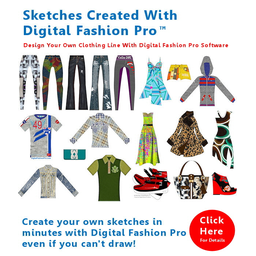 Sketches Created With
Digital Fashion Pro™
Design Your Own Clothing Line With Digital Fashion Pro Software
49
Create your own sketches in
minutes with Digital Fashion Pro
even if you can't draw!
Click
Here
For Details